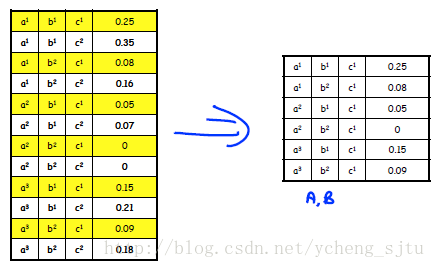 a¹ b¹ c¹ 0.25
a¹ b¹ c² 0.35
a¹ b² c¹ 0.08
a¹ b² c² 0.16
a² b¹ c¹ 0.05
a² b¹ c² 0.07
a² b² c¹ 0
a² b² c² 0
a³ b¹ c¹ 0.15
a³ b¹ c² 0.21
a³ b² c¹ 0.09
a³ b² c² 0.18
a¹ b¹ c¹ 0.25
a¹ b² c¹ 0.08
a² b¹ c¹ 0.05
a² b² c¹ 0
a³ b¹ c¹ 0.15
a³ b² c¹ 0.09
A, B
http://blog.csdn.net/ycheng_sjtu